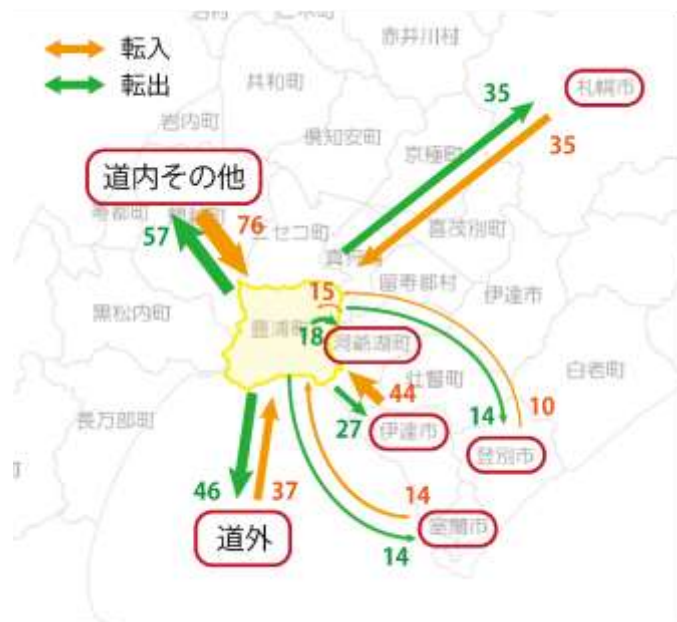 赤井川村
転入
転出
共和町
札幌市
35
岩内町
倶知安町
京極町
35
道内その他
57
76
ニセコ町
喜茂別町
留寿都村
伊達市
15
黒松内町
豊浦町
18
洞爺湖町
壮瞥町
白老町
44
10
長万部町
27
伊達市
14
登別市
46
37
14
室蘭市
道外
14